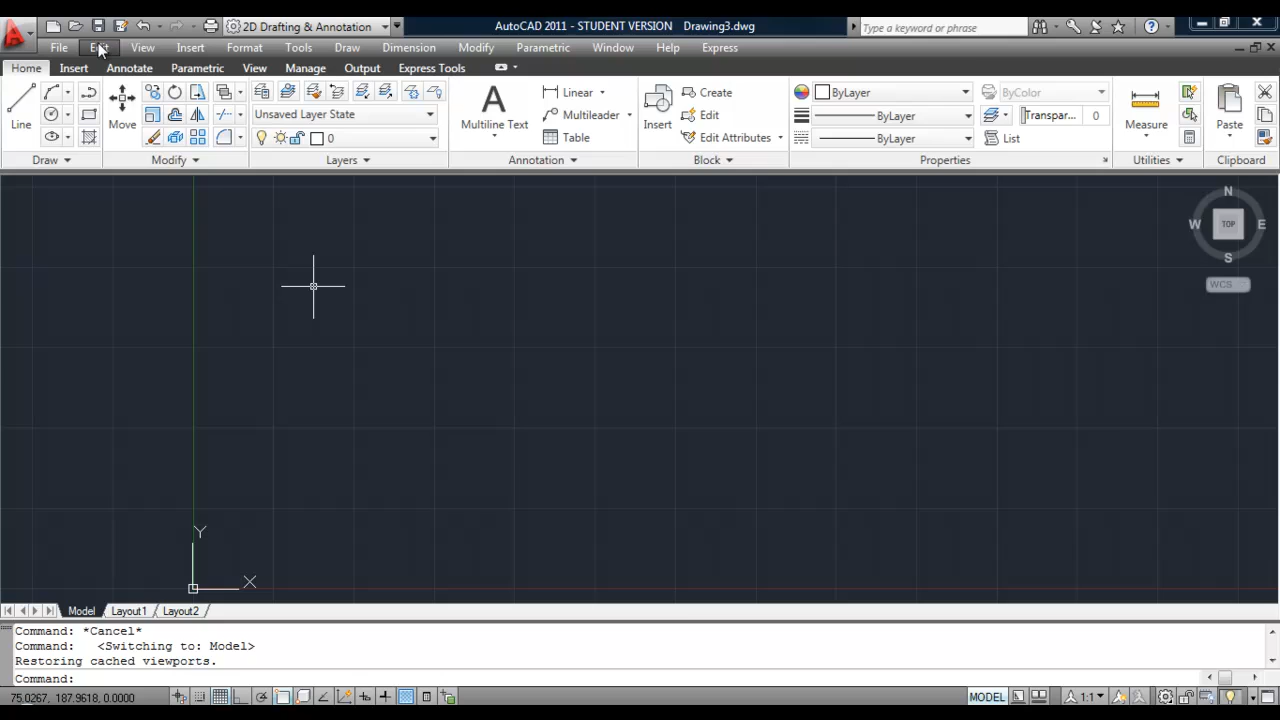 2D Drafting & Annotation
AutoCAD 2011 - STUDENT VERSION Drawing3.dwg
Type a keyword or phrase
File Edit View Insert Format Tools Draw Dimension Modify Parametric Window Help Express
Home Insert Annotate Parametric View Manage Output Express Tools
Line
Move
Unsaved Layer State
0
Multiline Text
Linear
Multileader
Table
Insert
Create
Edit
Edit Attributes
ByLayer
ByLayer
ByLayer
ByColor
Transpar... 0
List
Measure
Paste
Draw Modify Layers Annotation Block Properties Utilities Clipboard
N
W TOP E
S
WCS
Y
X
Model Layout1 Layout2
Command: *Cancel*
Command: <Switching to: Model>
Restoring cached viewports.
Command:
75.0267, 187.9618, 0.0000
MODEL
1:1